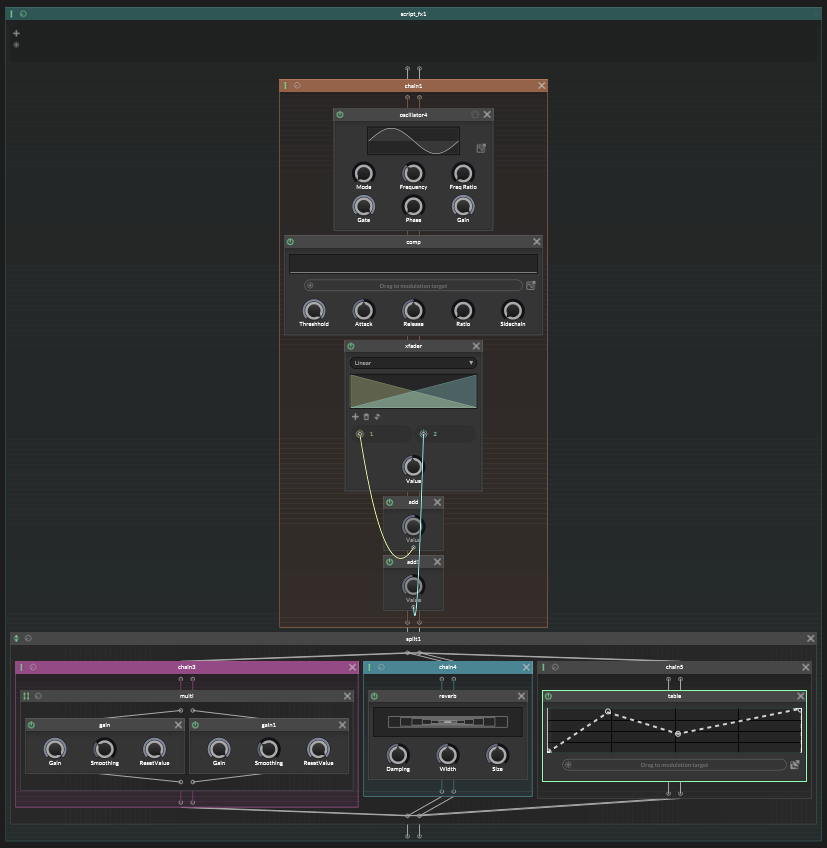 script_fx1
chain1
oscillator4
Mode Frequency Freq Ratio
Gate Phase Gain
comp
Drag to modulation target
Threshhold Attack Release Ratio Sidechain
xfader
Linear
1 2
Value
add
Value
Value
split1
chain3 chain4 chain5
multi reverb table
gain gain1
Gain Smoothing ResetValue Gain Smoothing ResetValue
Damping Width Size
Drag to modulation target